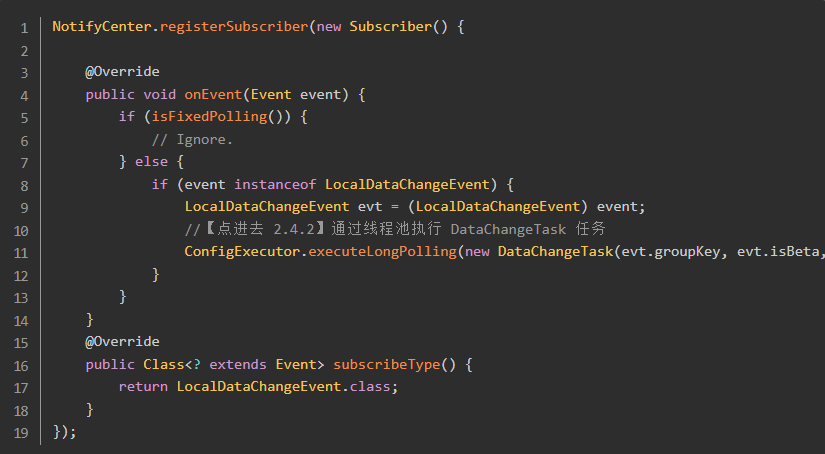 1 NotifyCenter.registerSubscriber(new Subscriber() {
2
3 @Override
4 public void onEvent(Event event) {
5 if (isFixedPolling()) {
6 // Ignore.
7 } else {
8 if (event instanceof LocalDataChangeEvent) {
9 LocalDataChangeEvent evt = (LocalDataChangeEvent) event;
10 //【点进去 2.4.2】通过线程池执行 DataChangeTask 任务
11 ConfigExecutor.executeLongPolling(new DataChangeTask(evt.groupKey, evt.isBeta,
12 }
13 }
14 }
15 @Override
16 public Class<? extends Event> subscribeType() {
17 return LocalDataChangeEvent.class;
18 }
19 });